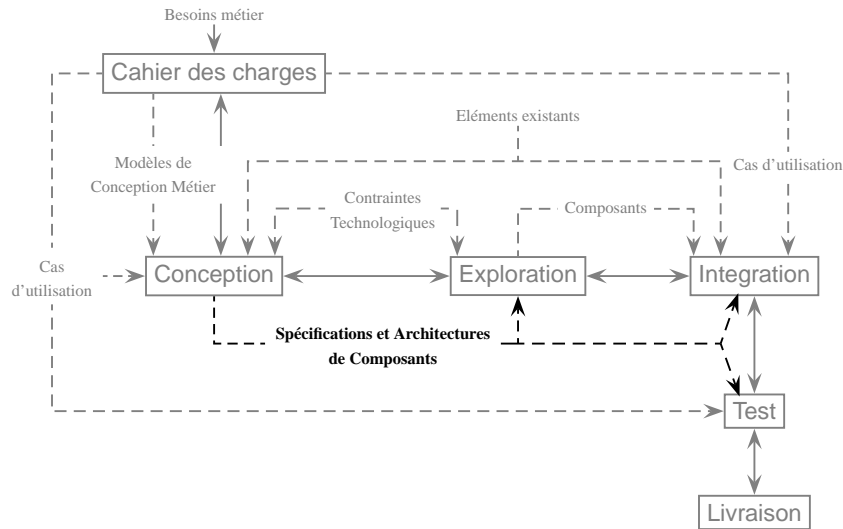 Besoins métier
Cahier des charges
Eléments existants
Modèles de
Conception Métier
Cas d'utilisation
Contraintes
Technologiques
Composants
Cas
d'utilisation
Conception
Exploration
Integration
Spécifications et Architectures
de Composants
Test
Livraison